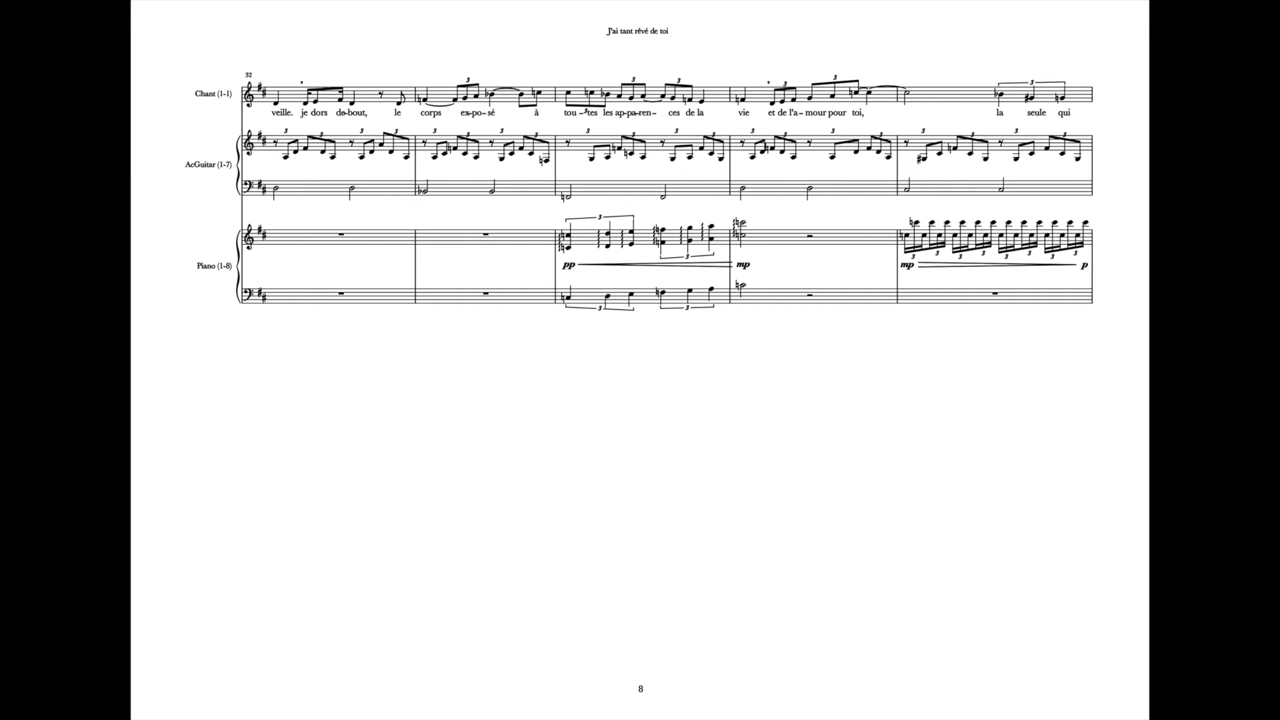 J'ai tant rêvé de toi
32
Chant (1-1)
veille. je dors de-bout, le corps ex-po-sé à tou-tes les ap-pa-ren-ces de la vie et de l'a-mour pour toi, la seule qui
AcGuitar (1-7)
Piano (1-8)
pp mp mp p
8